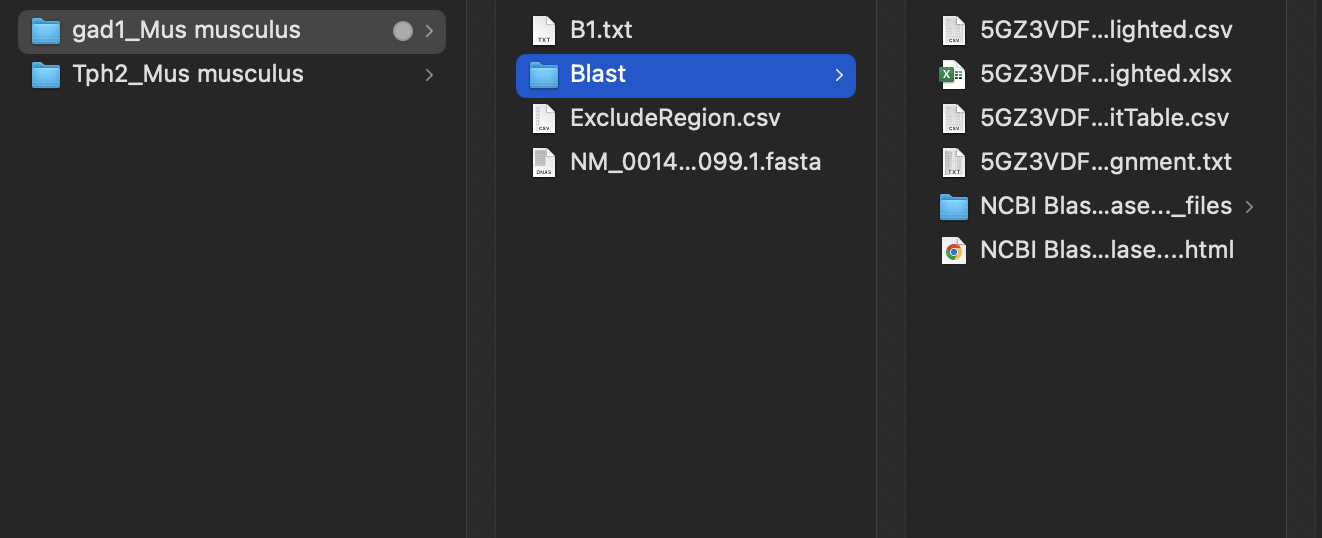 gad1_Mus musculus
Tph2_Mus musculus
B1.txt
Blast
ExcludeRegion.csv
NM_0014...099.1.fasta
5GZ3VDF...lighted.csv
5GZ3VDF...ighted.xlsx
5GZ3VDF...itTable.csv
5GZ3VDF...gnment.txt
NCBI Blas...ase..._files
NCBI Blas...lase....html
TXT
CSV
DNAS
CSV
X
CSV
TXT